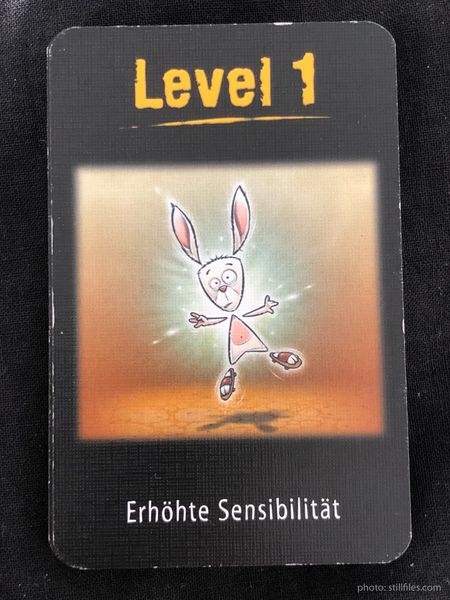 Level 1
Erhöhte Sensibilität
photo: stillfiles.com